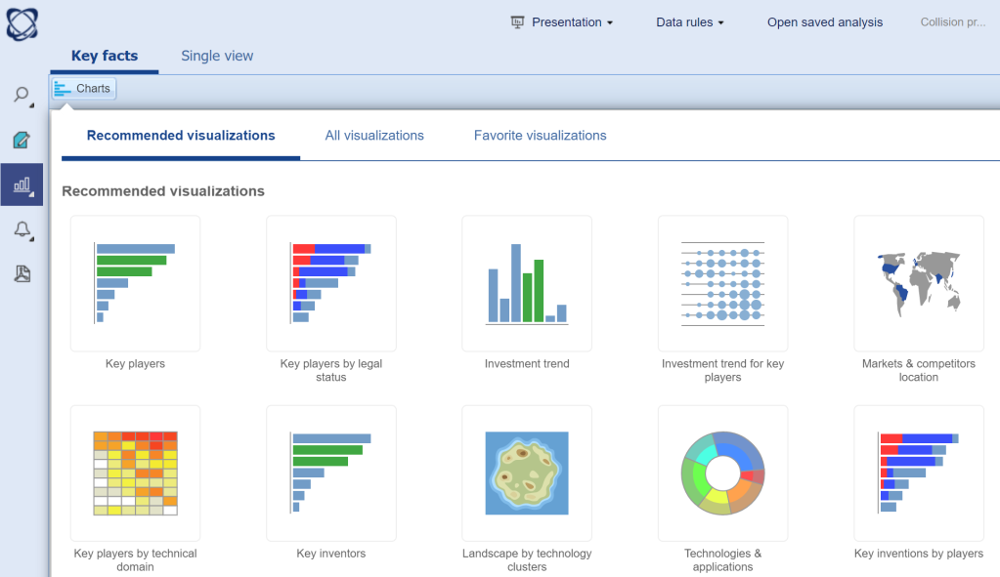 Presentation
Data rules
Open saved analysis
Collision pr...
Key facts
Single view
Charts
Recommended visualizations
All visualizations
Favorite visualizations
Recommended visualizations
Key players
Key players by legal
status
Investment trend
Investment trend for key
players
Markets & competitors
location
Key players by technical
domain
Key inventors
Landscape by technology
clusters
Technologies &
applications
Key inventions by players